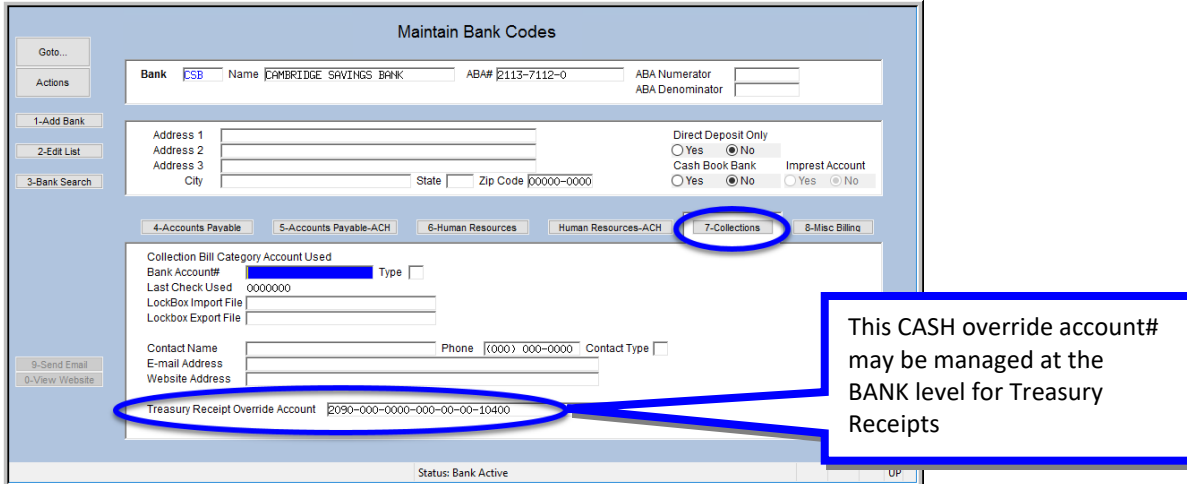 Maintain Bank Codes
Goto...
Actions
1-Add Bank
2-Edit List
3-Bank Search
9-Send Email
0-View Website
Bank CSB Name CAMBRIDGE SAVINGS BANK ABA# 2113-7112-0 ABA Numerator
ABA Denominator
Address 1 Direct Deposit Only
Address 2 Yes No
Address 3 Cash Book Bank Imprest Account
City State Zip Code 00000-0000 Yes No Yes No
4-Accounts Payable 5-Accounts Payable-ACH 6-Human Resources Human Resources-ACH 7-Collections 8-Misc Billing
Collection Bill Category Account Used
Bank Account# Type
Last Check Used 0000000
LockBox Import File
Lockbox Export File
Contact Name Phone (000) 000-0000 Contact Type
E-mail Address
Website Address
Treasury Receipt Override Account 2090-000-0000-000-00-00-10400
This CASH override account#
may be managed at the
BANK level for Treasury
Receipts
Status: Bank Active UP